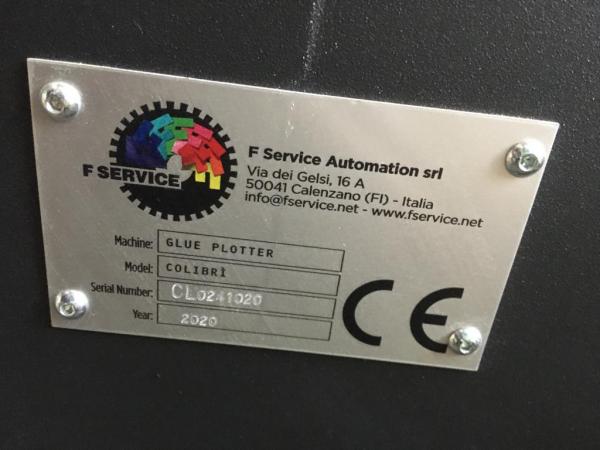 F SERVICE
F Service Automation srl
Via dei Gelsi, 16 A
50041 Calenzano (FI) - Italia
info@fservice.net - www.fservice.net
Machine: GLUE PLOTTER
Model: COLIBRÌ
Serial Number: CL0241020
Year: 2020
CE